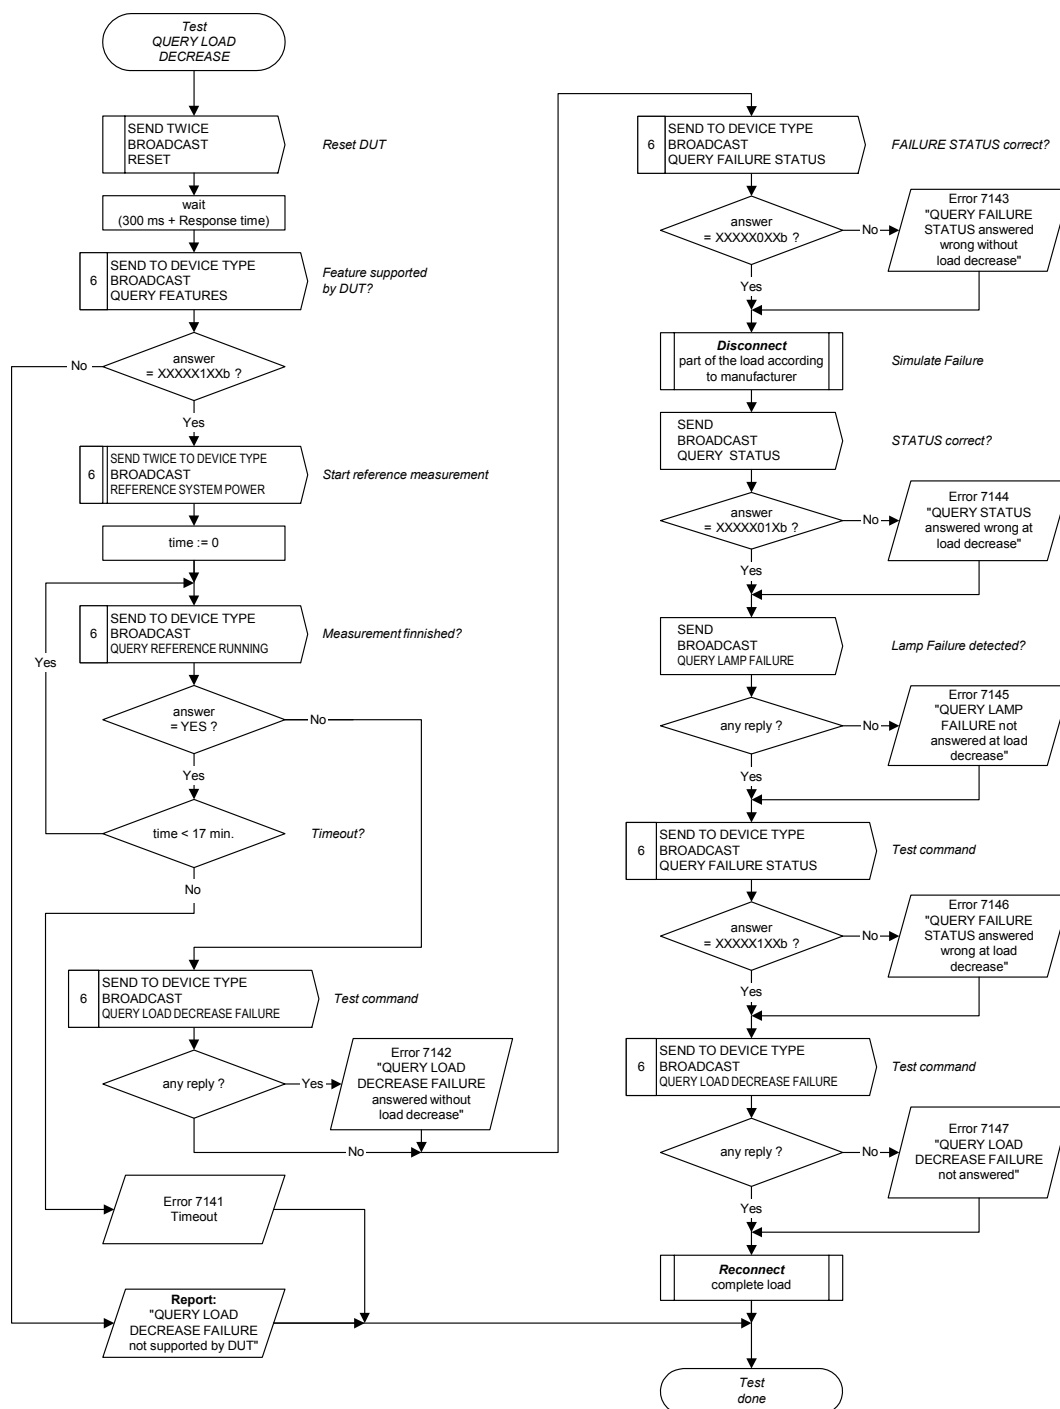 Test
QUERY LOAD
DECREASE
SEND TWICE
BROADCAST
RESET
Reset DUT
wait
(300 ms + Response time)
6
SEND TO DEVICE TYPE
BROADCAST
QUERY FEATURES
Feature supported
by DUT?
answer
= XXXXX1XXb ?
No
Yes
6
SEND TWICE TO DEVICE TYPE
BROADCAST
REFERENCE SYSTEM POWER
Start reference measurement
time := 0
6
SEND TO DEVICE TYPE
BROADCAST
QUERY REFERENCE RUNNING
Measurement finnished?
Yes
answer
= YES ?
No
Yes
time < 17 min.
Timeout?
No
6
SEND TO DEVICE TYPE
BROADCAST
QUERY LOAD DECREASE FAILURE
Test command
any reply ?
Yes
Error 7142
"QUERY LOAD
DECREASE FAILURE
answered without
load decrease"
No
Error 7141
Timeout
Report:
"QUERY LOAD
DECREASE FAILURE
not supported by DUT"
6
SEND TO DEVICE TYPE
BROADCAST
QUERY FAILURE STATUS
FAILURE STATUS correct?
answer
= XXXXX0XXb ?
No
Error 7143
"QUERY FAILURE
STATUS answered
wrong without
load decrease"
Yes
Disconnect
part of the load according
to manufacturer
Simulate Failure
SEND
BROADCAST
QUERY STATUS
STATUS correct?
answer
= XXXXX01Xb ?
No
Error 7144
"QUERY STATUS
answered wrong at
load decrease"
Yes
SEND
BROADCAST
QUERY LAMP FAILURE
Lamp Failure detected?
any reply ?
No
Error 7145
"QUERY LAMP
FAILURE not
answered at load
decrease"
Yes
6
SEND TO DEVICE TYPE
BROADCAST
QUERY FAILURE STATUS
Test command
answer
= XXXXX1XXb ?
No
Error 7146
"QUERY FAILURE
STATUS answered
wrong at load
decrease"
Yes
6
SEND TO DEVICE TYPE
BROADCAST
QUERY LOAD DECREASE FAILURE
Test command
any reply ?
No
Error 7147
"QUERY LOAD
DECREASE FAILURE
not answered"
Yes
Reconnect
complete load
Test
done